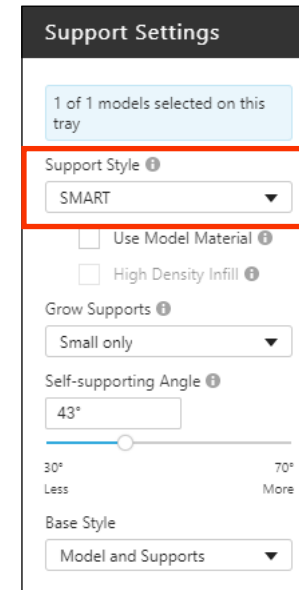 Support Settings
1 of 1 models selected on this
tray
Support Style
SMART
Use Model Material
High Density Infill
Grow Supports
Small only
Self-supporting Angle
43°
30° 70°
Less More
Base Style
Model and Supports